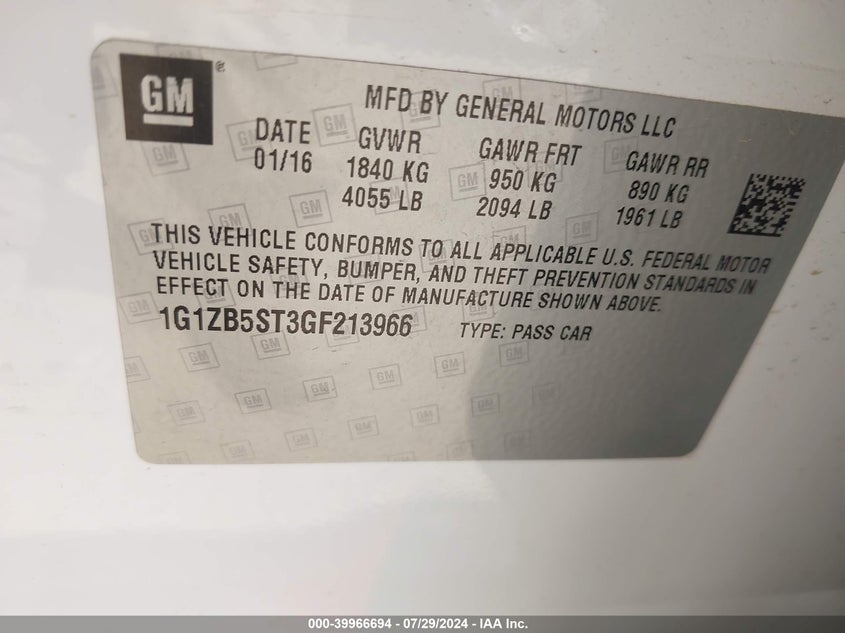 GM
MFD BY GENERAL MOTORS LLC
DATE GVWR GAWR FRT GAWR RR
01/16 1840 KG 950 KG 890 KG
4055 LB 2094 LB 1961 LB
THIS VEHICLE CONFORMS TO ALL APPLICABLE U.S. FEDERAL MOTOR
VEHICLE SAFETY, BUMPER, AND THEFT PREVENTION STANDARDS IN
EFFECT ON THE DATE OF MANUFACTURE SHOWN ABOVE.
1G1ZB5ST3GF213966 TYPE: PASS CAR
000-39966694 - 07/29/2024 - IAA Inc.